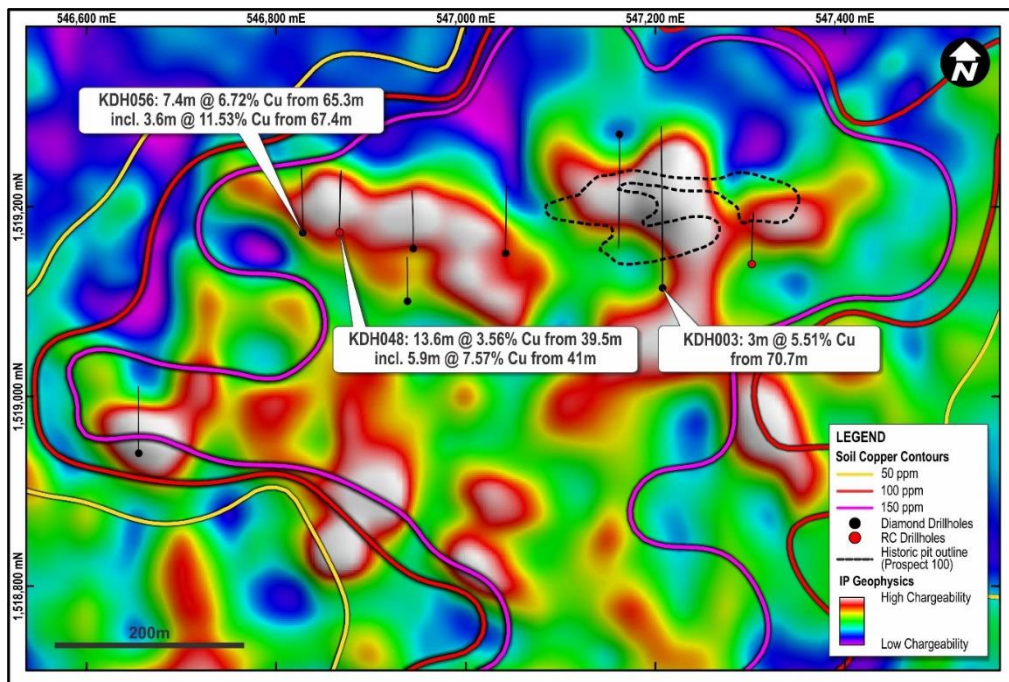 546,600 mE
546,800 mE
547,000 mE
547,200 mE
547,400 mE
N
KDH056: 7.4m @ 6.72% Cu from 65.3m
incl. 3.6m @ 11.53% Cu from 67.4m
1,519,200 mN
KDH048: 13.6m @ 3.56% Cu from 39.5m
incl. 5.9m @ 7.57% Cu from 41m
KDH003: 3m @ 5.51% Cu
from 70.7m
1,519,000 mN
1,518,800 mN
200m
LEGEND
Soil Copper Contours
50 ppm
100 ppm
150 ppm
Diamond Drillholes
RC Drillholes
Historic pit outline
(Prospect 100)
IP Geophysics
High Chargeability
Low Chargeability